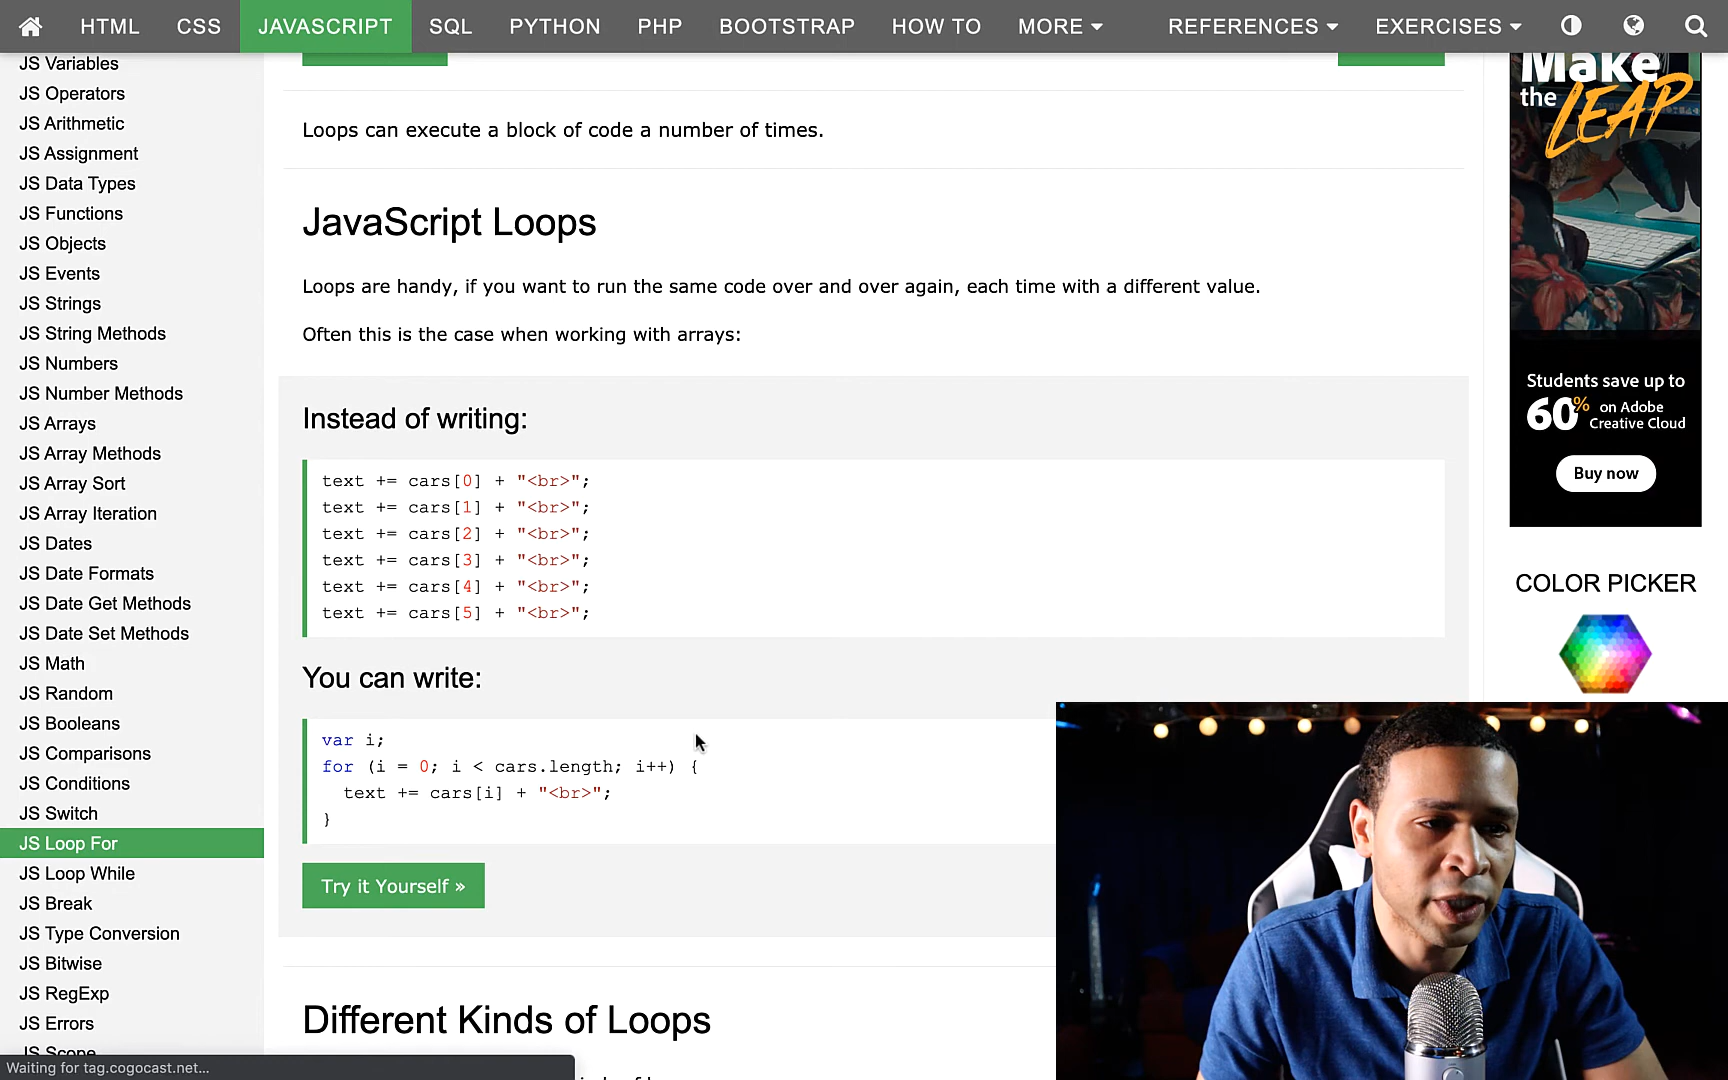 HTML CSS JAVASCRIPT SQL PYTHON PHP BOOTSTRAP HOW TO MORE REFERENCES EXERCISES
JS Variables
JS Operators
JS Arithmetic
JS Assignment
JS Data Types
JS Functions
JS Objects
JS Events
JS Strings
JS String Methods
JS Numbers
JS Number Methods
JS Arrays
JS Array Methods
JS Array Sort
JS Array Iteration
JS Dates
JS Date Formats
JS Date Get Methods
JS Date Set Methods
JS Math
JS Random
JS Booleans
JS Comparisons
JS Conditions
JS Switch
JS Loop For
JS Loop While
JS Break
JS Type Conversion
JS Bitwise
JS RegExp
JS Errors
JS Scope
Waiting for tag.cogocast.net...
Loops can execute a block of code a number of times.
JavaScript Loops
Loops are handy, if you want to run the same code over and over again, each time with a different value.
Often this is the case when working with arrays:
Instead of writing:
text += cars[0] + "<br>";
text += cars[1] + "<br>";
text += cars[2] + "<br>";
text += cars[3] + "<br>";
text += cars[4] + "<br>";
text += cars[5] + "<br>";
You can write:
var i;
for (i = 0; i < cars.length; i++) {
  text += cars[i] + "<br>";
}
Try it Yourself »
Different Kinds of Loops
Make
the LEAP
Students save up to
60% on Adobe
Creative Cloud
Buy now
COLOR PICKER